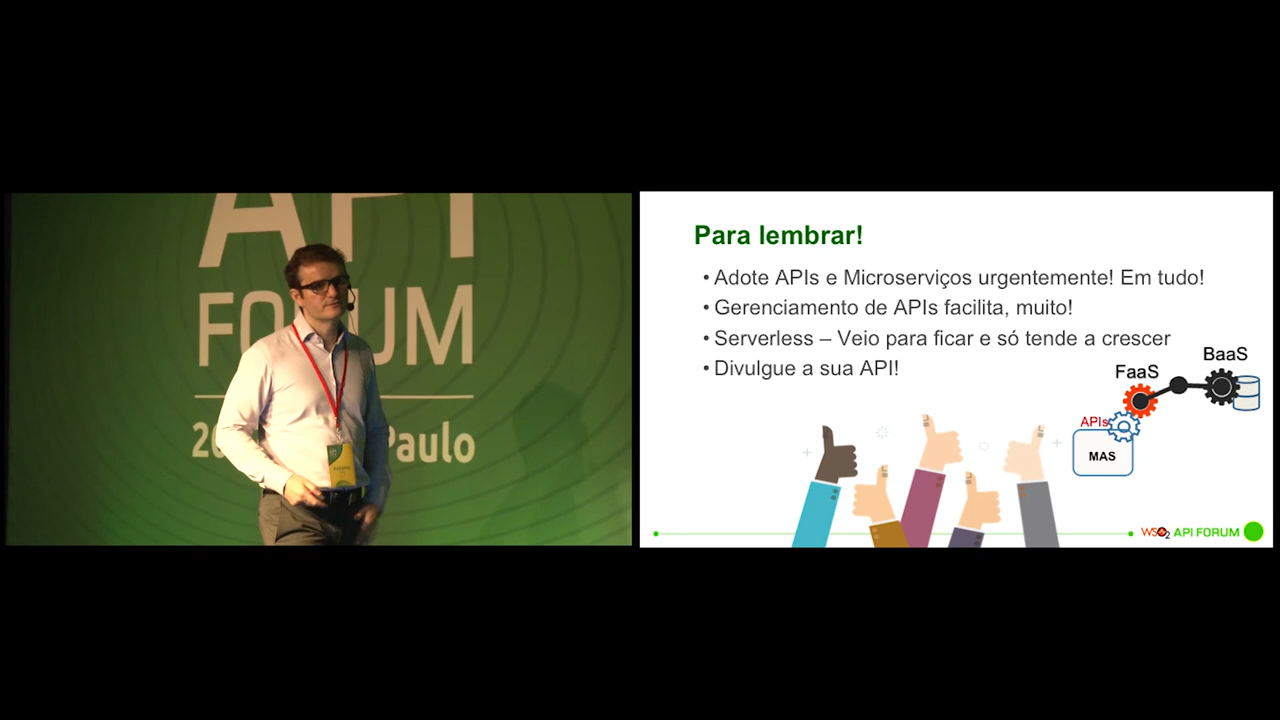 API
FORUM
Paulo
Para lembrar!
• Adote APIs e Microserviços urgentemente! Em tudo!
• Gerenciamento de APIs facilita, muito!
• Serverless – Veio para ficar e só tende a crescer
• Divulgue a sua API!
BaaS
FaaS
APIs
MAS
WSO2 API FORUM